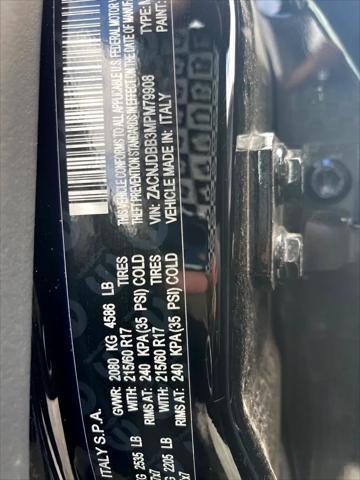 ITALY S.P.A.
GVWR: 2080 KG 4586 LB
G 2535 LB WITH: 215/60 R17 TIRES
7x7 RIMS AT: 240 KPA (35 PSI) COLD
G 2205 LB WITH: 215/60 R17 TIRES
7x7 RIMS AT: 240 KPA (35 PSI) COLD
THIS VEHICLE CONFORMS TO ALL APPLICABLE U.S. FEDERAL MOTOR V
THEFT PREVENTION STANDARDS IN EFFECT ON THE DATE OF MANUF
VIN: ZACNJDBB3MPM79908 TYPE: M
VEHICLE MADE IN: ITALY PAINT: